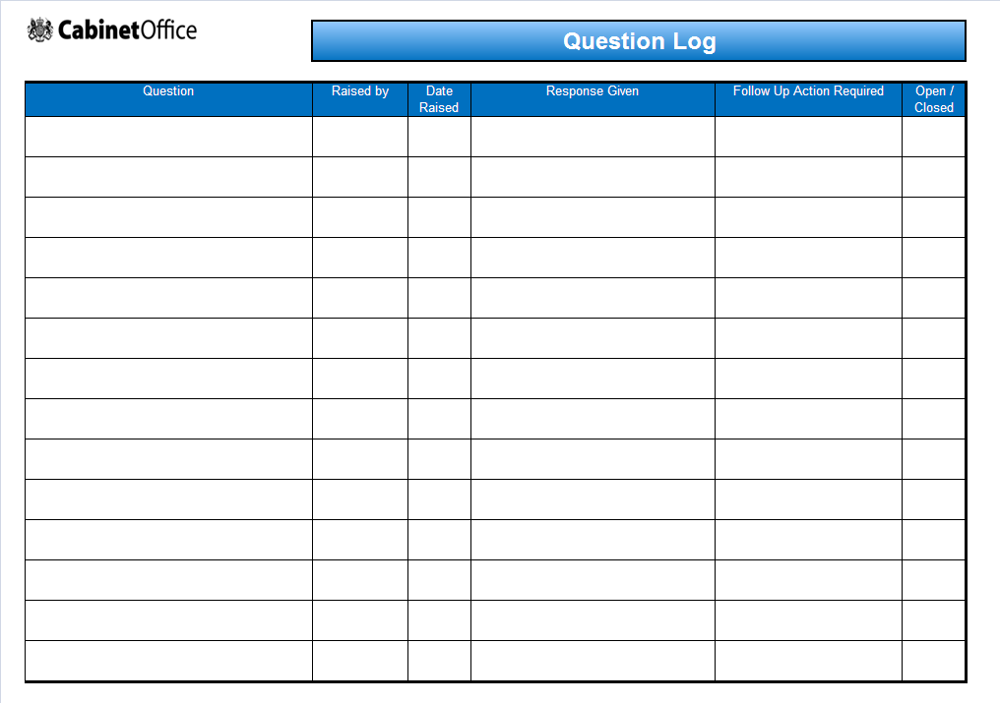 CabinetOffice
Question Log
Question Raised by Date Raised Response Given Follow Up Action Required Open / Closed